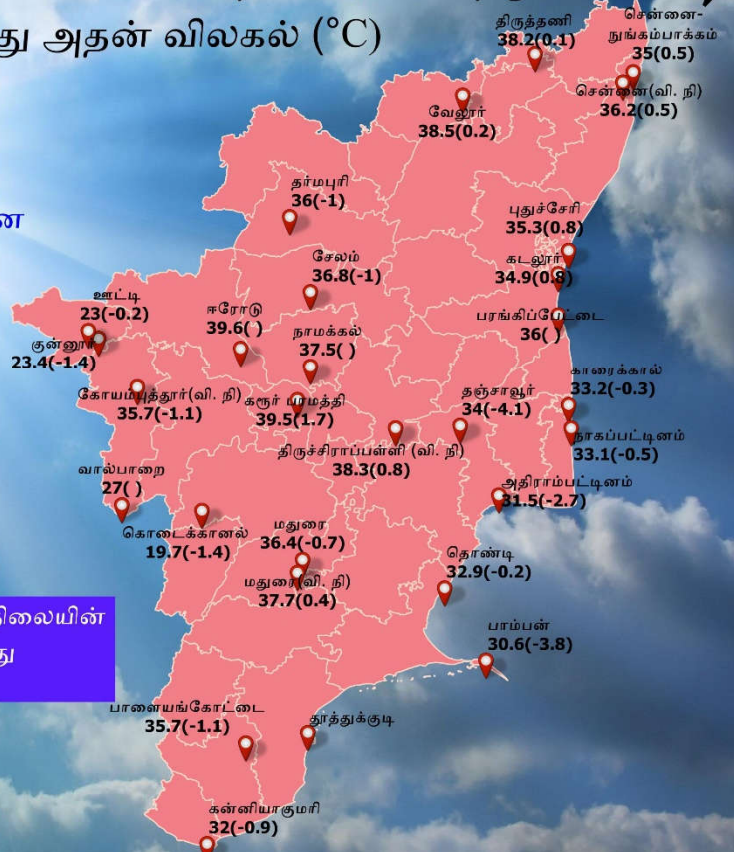 து அதன் விலகல் (°C)
திருத்தணி
38.2(0.1)
சென்னை-
நுங்கம்பாக்கம்
35(0.5)
சென்னை(வி. நி)
36.2(0.5)
வேலூர்
38.5(0.2)
தர்மபுரி
36(-1)
ன
புதுச்சேரி
35.3(0.8)
சேலம்
36.8(-1)
கடலூர்
34.9(0.8)
ஊட்டி
23(-0.2)
ஈரோடு
39.6( )
நாமக்கல்
37.5( )
பரங்கிப்பேட்டை
36( )
குன்னூர்
23.4(-1.4)
காரைக்கால்
33.2(-0.3)
கோயம்புத்தூர்(வி. நி)
35.7(-1.1)
கரூர் பரமத்தி
39.5(1.7)
தஞ்சாவூர்
34(-4.1)
திருச்சிராப்பள்ளி (வி. நி)
38.3(0.8)
நாகப்பட்டினம்
33.1(-0.5)
வால்பாறை
27( )
அதிராம்பட்டினம்
31.5(-2.7)
கொடைக்கானல்
19.7(-1.4)
மதுரை
36.4(-0.7)
மதுரை(வி. நி)
37.7(0.4)
தொண்டி
32.9(-0.2)
நிலையின்
து
பாம்பன்
30.6(-3.8)
பாளையங்கோட்டை
35.7(-1.1)
தூத்துக்குடி
கன்னியாகுமரி
32(-0.9)